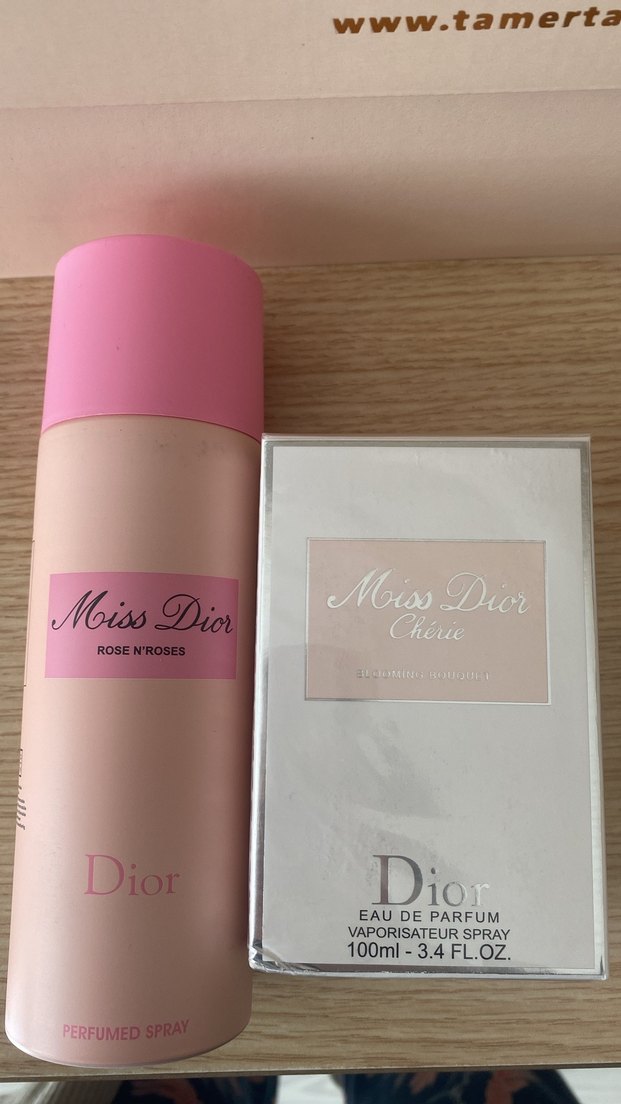 www.tamerta
Miss Dior
ROSE N'ROSES
Dior
PERFUMED SPRAY
Miss Dior
Chérie
BLOOMING BOUQUET
Dior
EAU DE PARFUM
VAPORISATEUR SPRAY
100ml - 3.4 FL.OZ.